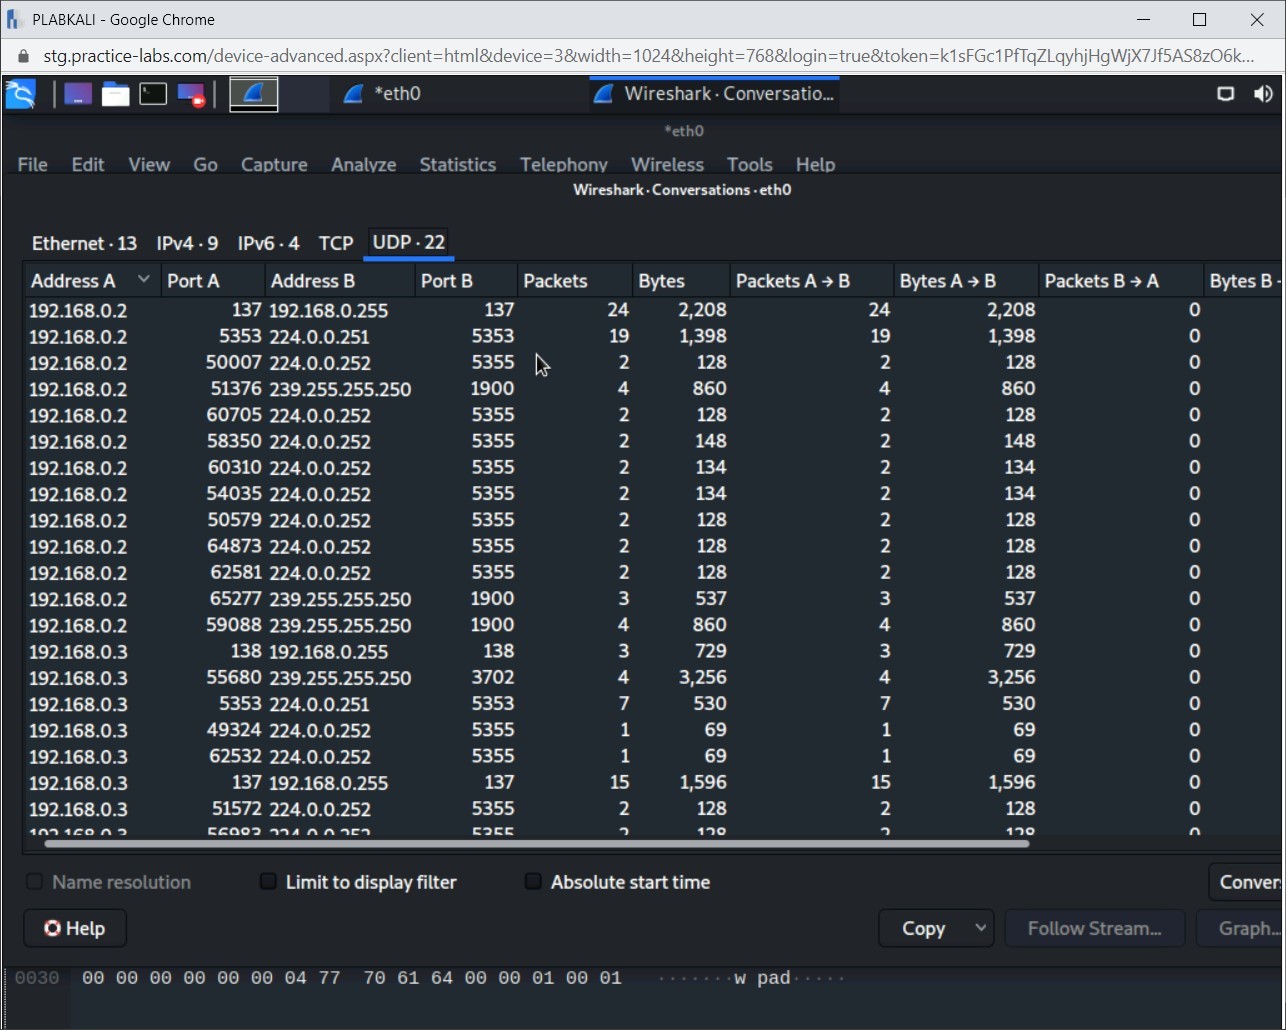 PLABKALI - Google Chrome
stg.practice-labs.com/device-advanced.aspx?client=html&device=3&width=1024&height=768&login=true&token=k1sFGc1PfTqZLqyhjHgWjX7Jf5AS8zO6k...
*eth0 Wireshark · Conversatio...
*eth0
File Edit View Go Capture Analyze Statistics Telephony Wireless Tools Help
Wireshark · Conversations · eth0
Ethernet · 13 IPv4 · 9 IPv6 · 4 TCP UDP · 22
Address A Port A Address B Port B Packets Bytes Packets A → B Bytes A → B Packets B → A Bytes B
192.168.0.2 137 192.168.0.255 137 24 2,208 24 2,208 0
192.168.0.2 5353 224.0.0.251 5353 19 1,398 19 1,398 0
192.168.0.2 50007 224.0.0.252 5355 2 128 2 128 0
192.168.0.2 51376 239.255.255.250 1900 4 860 4 860 0
192.168.0.2 60705 224.0.0.252 5355 2 128 2 128 0
192.168.0.2 58350 224.0.0.252 5355 2 148 2 148 0
192.168.0.2 60310 224.0.0.252 5355 2 134 2 134 0
192.168.0.2 54035 224.0.0.252 5355 2 134 2 134 0
192.168.0.2 50579 224.0.0.252 5355 2 128 2 128 0
192.168.0.2 64873 224.0.0.252 5355 2 128 2 128 0
192.168.0.2 62581 224.0.0.252 5355 2 128 2 128 0
192.168.0.2 65277 239.255.255.250 1900 3 537 3 537 0
192.168.0.2 59088 239.255.255.250 1900 4 860 4 860 0
192.168.0.3 138 192.168.0.255 138 3 729 3 729 0
192.168.0.3 55680 239.255.255.250 3702 4 3,256 4 3,256 0
192.168.0.3 5353 224.0.0.251 5353 7 530 7 530 0
192.168.0.3 49324 224.0.0.252 5355 1 69 1 69 0
192.168.0.3 62532 224.0.0.252 5355 1 69 1 69 0
192.168.0.3 137 192.168.0.255 137 15 1,596 15 1,596 0
192.168.0.3 51572 224.0.0.252 5355 2 128 2 128 0
192.168.0.3 56983 224.0.0.252 5355 2 128 2 128 0
Name resolution Limit to display filter Absolute start time Conver
Help Copy Follow Stream... Graph...
0030 00 00 00 00 00 00 04 77 70 61 64 00 00 01 00 01 ·······w pad·····